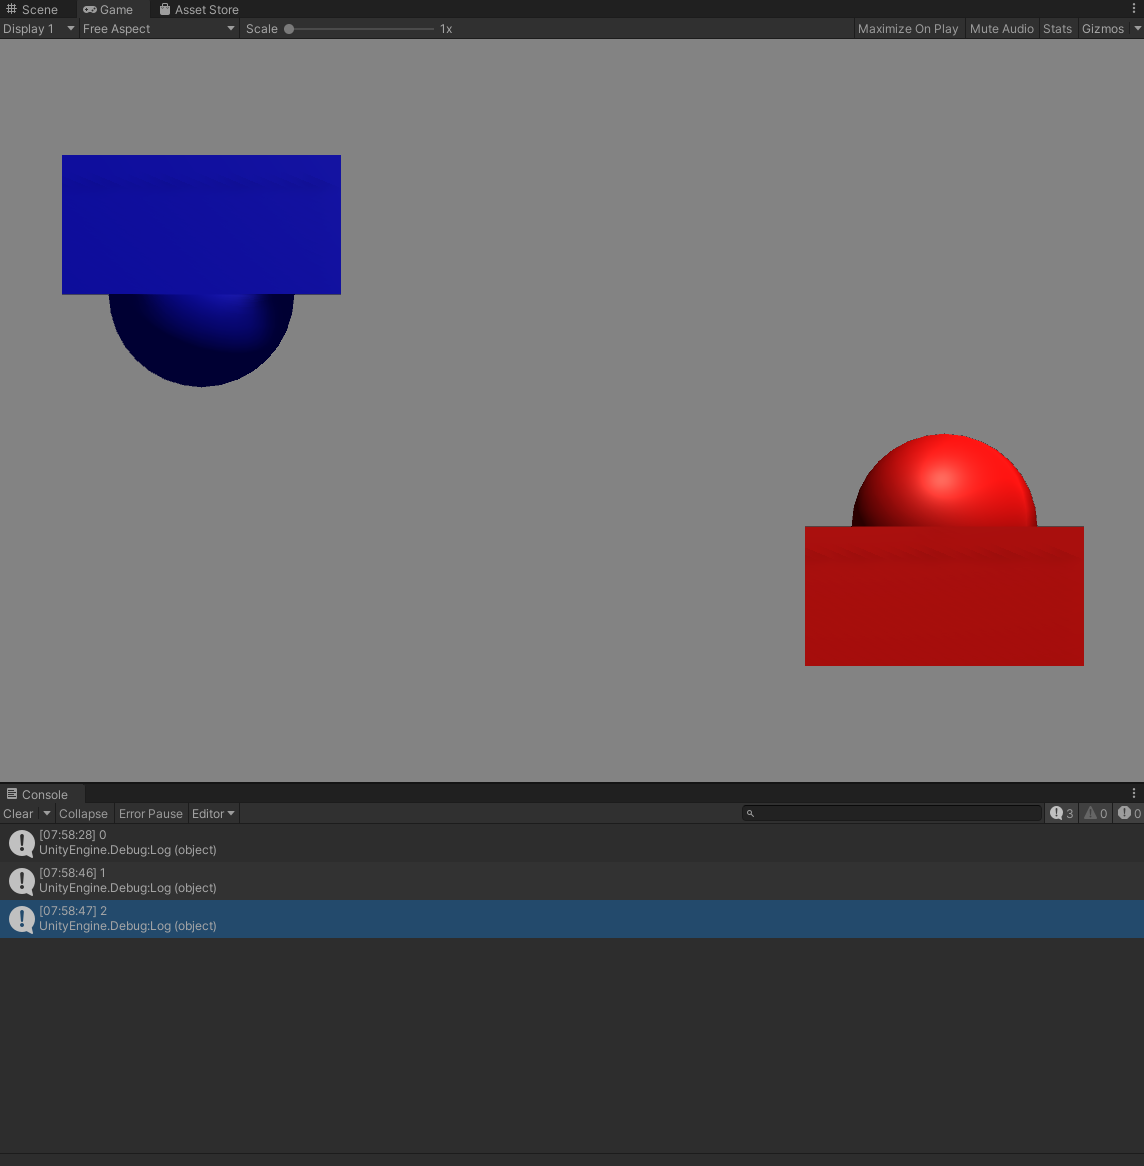 Scene Game Asset Store
Display 1 Free Aspect Scale 1x Maximize On Play Mute Audio Stats Gizmos
Console
Clear Collapse Error Pause Editor 3 0 0
[07:58:28] 0
UnityEngine.Debug:Log (object)
[07:58:46] 1
UnityEngine.Debug:Log (object)
[07:58:47] 2
UnityEngine.Debug:Log (object)